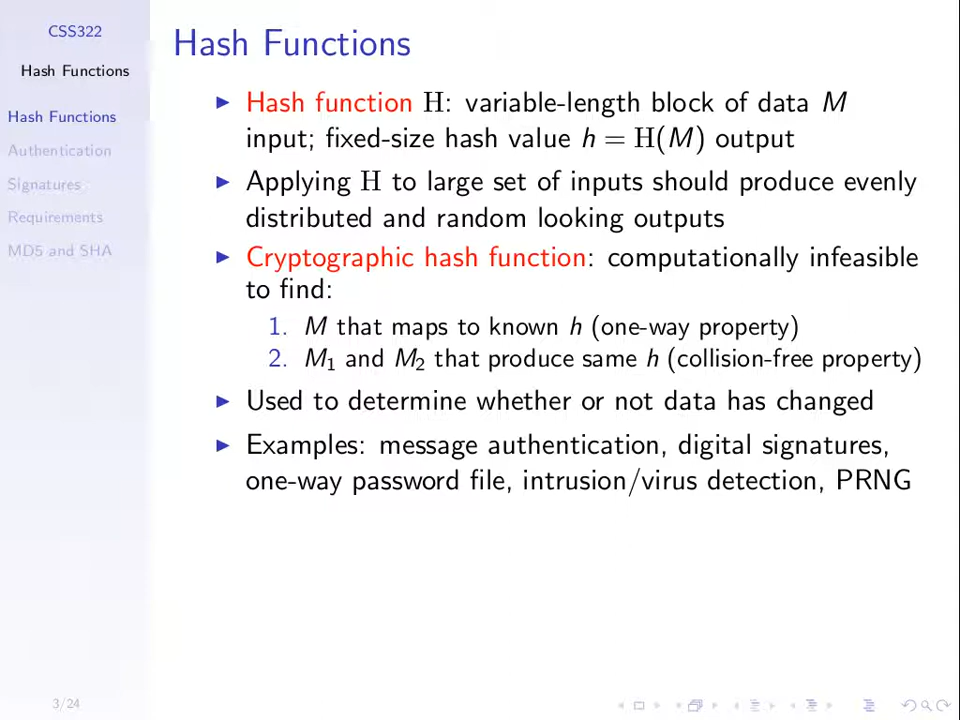 CSS322
Hash Functions
Hash Functions
Authentication
Signatures
Requirements
MD5 and SHA
3/24
Hash Functions
▶ Hash function H: variable-length block of data M
input; fixed-size hash value h = H(M) output
▶ Applying H to large set of inputs should produce evenly
distributed and random looking outputs
▶ Cryptographic hash function: computationally infeasible
to find:
1. M that maps to known h (one-way property)
2. M₁ and M₂ that produce same h (collision-free property)
▶ Used to determine whether or not data has changed
▶ Examples: message authentication, digital signatures,
one-way password file, intrusion/virus detection, PRNG